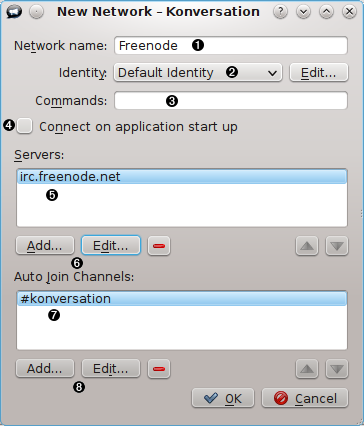 New Network – Konversation
Network name: Freenode ❶
Identity: Default Identity ❷ Edit...
Commands: ❸
❹ Connect on application start up
Servers:
irc.freenode.net
❺
Add... Edit...
❻
Auto Join Channels:
#konversation
❼
Add... Edit...
❽
OK Cancel